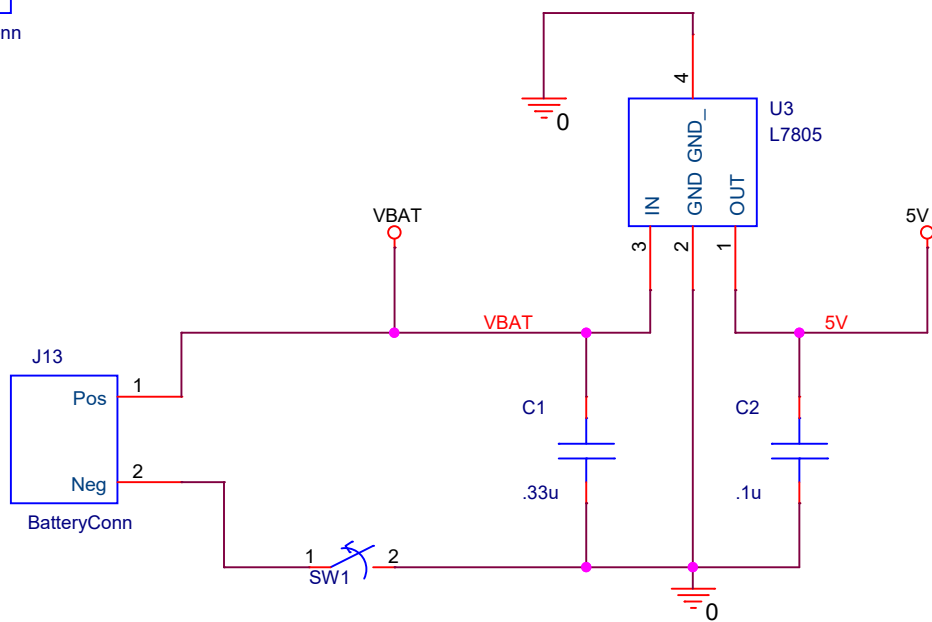 nn
4
U3
L7805
0
GND_
IN
GND
OUT
VBAT
5V
3
2
1
VBAT
5V
J13
Pos
1
C1
C2
Neg
2
.33u
.1u
BatteryConn
1
2
SW1
0